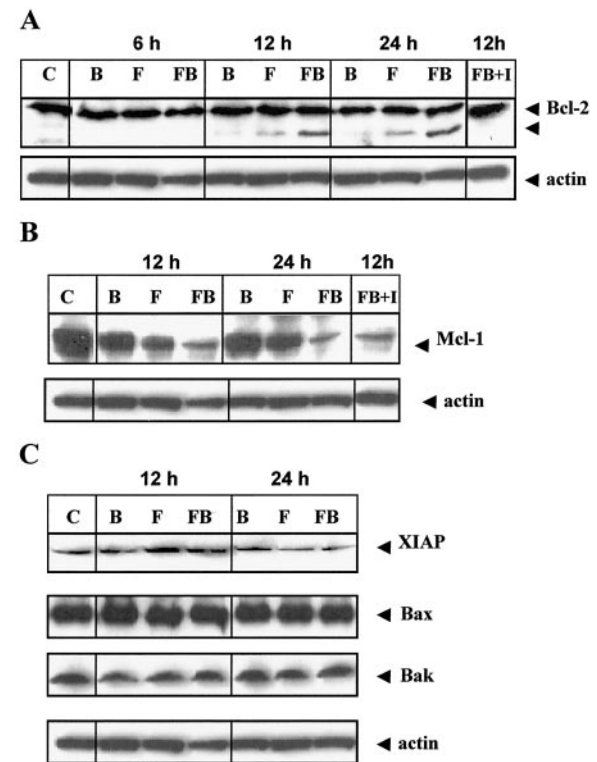 A
6 h 12 h 24 h 12h
C B F FB B F FB B F FB FB+I
Bcl-2
actin
B
12 h 24 h 12h
C B F FB B F FB FB+I
Mcl-1
actin
C
12 h 24 h
C B F FB B F FB
XIAP
Bax
Bak
actin